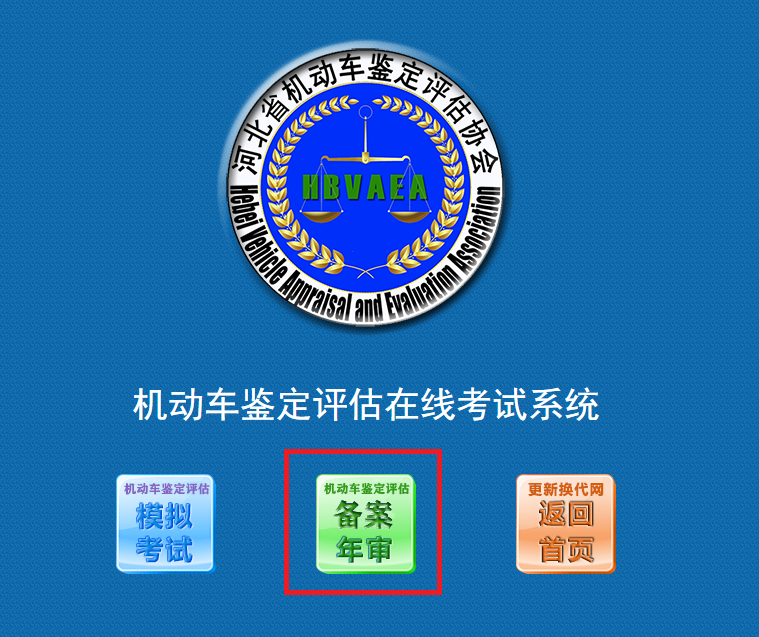 河北省机动车鉴定评估协会
HBVAEA
Hebei Vehicle Appraisal and Evaluation Association
机动车鉴定评估在线考试系统
机动车鉴定评估
模拟
考试
机动车鉴定评估
备案
年审
更新换代网
返回
首页